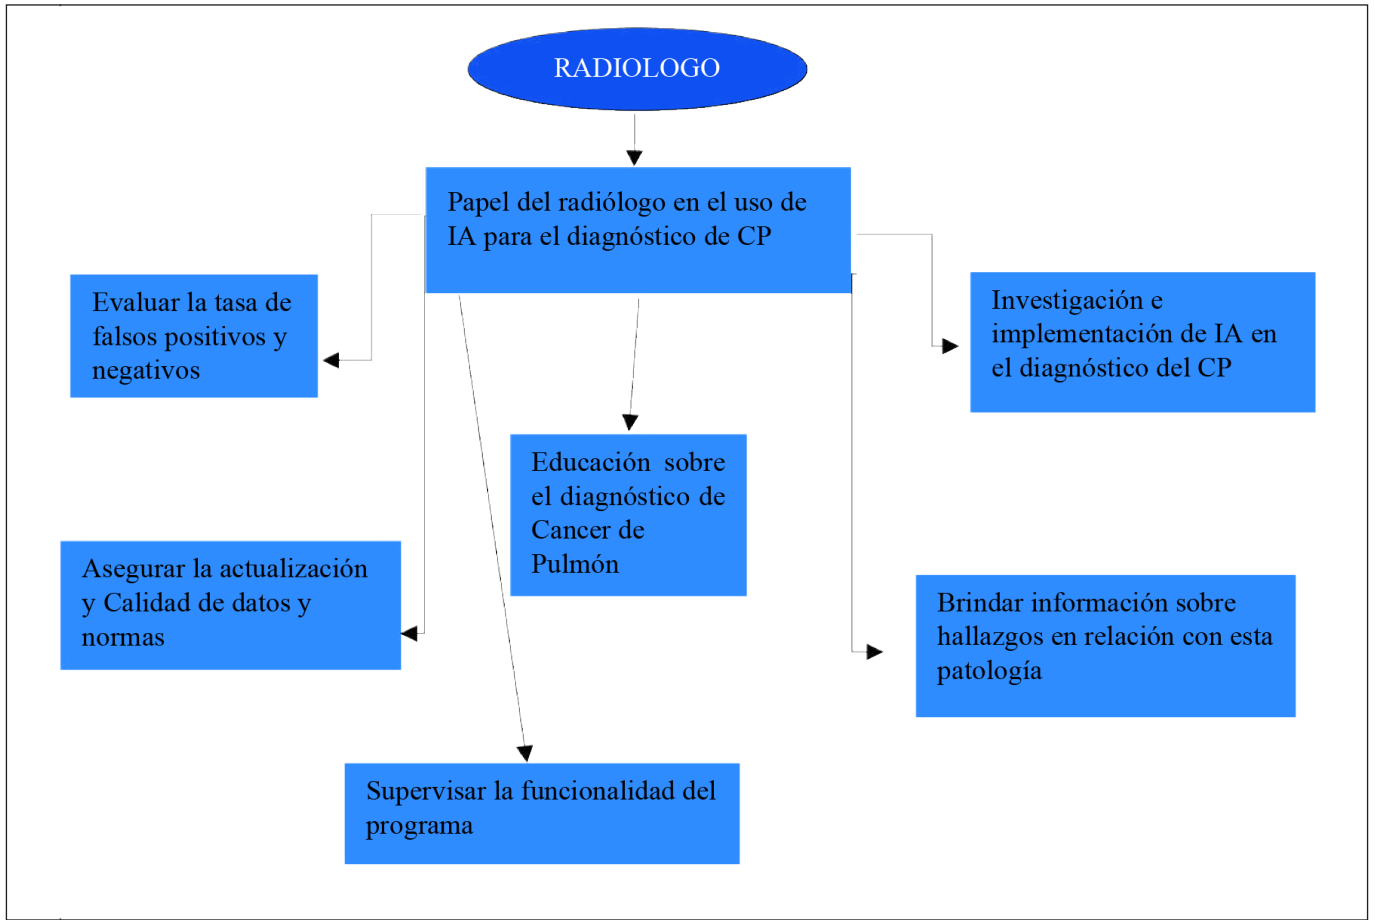 RADIOLOGO
Papel del radiólogo en el uso de
IA para el diagnóstico de CP
Evaluar la tasa de
falsos positivos y
negativos
Investigación e
implementación de IA en
el diagnóstico del CP
Educación sobre
el diagnóstico de
Cancer de
Pulmón
Asegurar la actualización
y Calidad de datos y
normas
Brindar información sobre
hallazgos en relación con esta
patología
Supervisar la funcionalidad del
programa